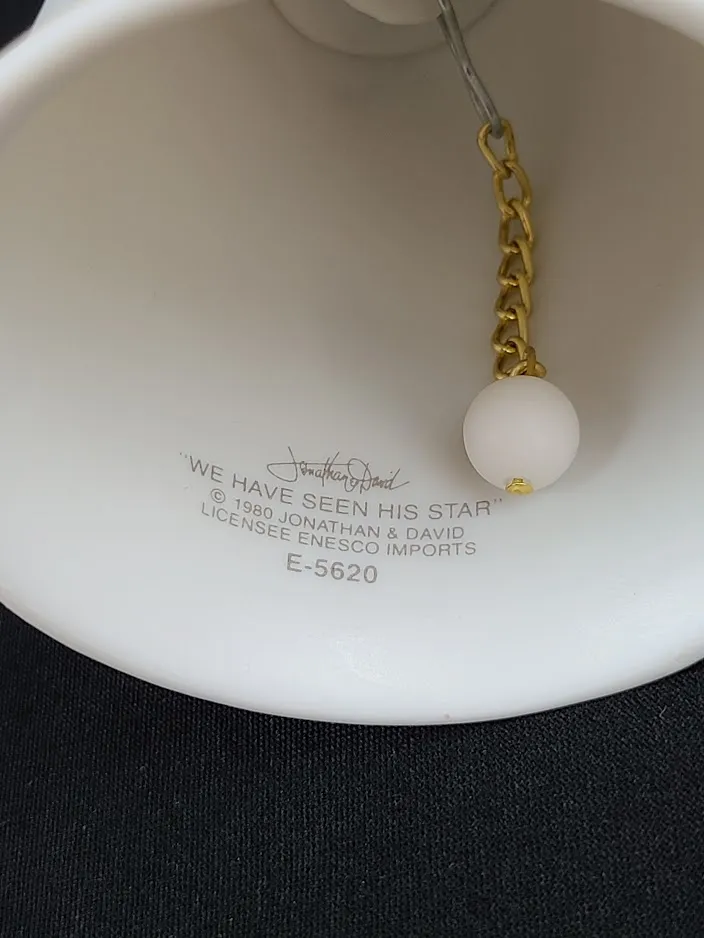 Jonathan & David
"WE HAVE SEEN HIS STAR"
© 1980 JONATHAN & DAVID
LICENSEE ENESCO IMPORTS
E-5620